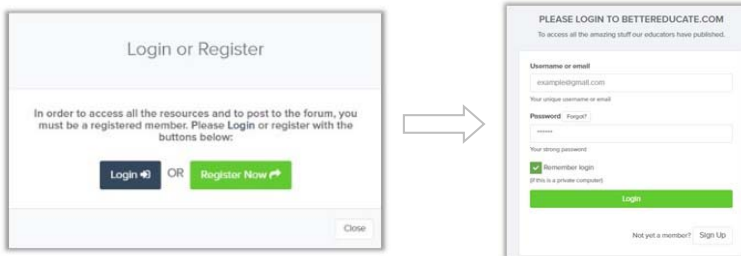 Login or Register
In order to access all the resources and to post to the forum, you
must be a registered member. Please Login or register with the
buttons below:
Login OR Register Now
Close
PLEASE LOGIN TO BETTEREDUCATE.COM
To access all the amazing stuff our educators have published.
Username or email
example@gmail.com
Your unique username or email
Password Forgot?
••••••
Your strong password
Remember login
(if this is a private computer)
Login
Not yet a member? Sign Up